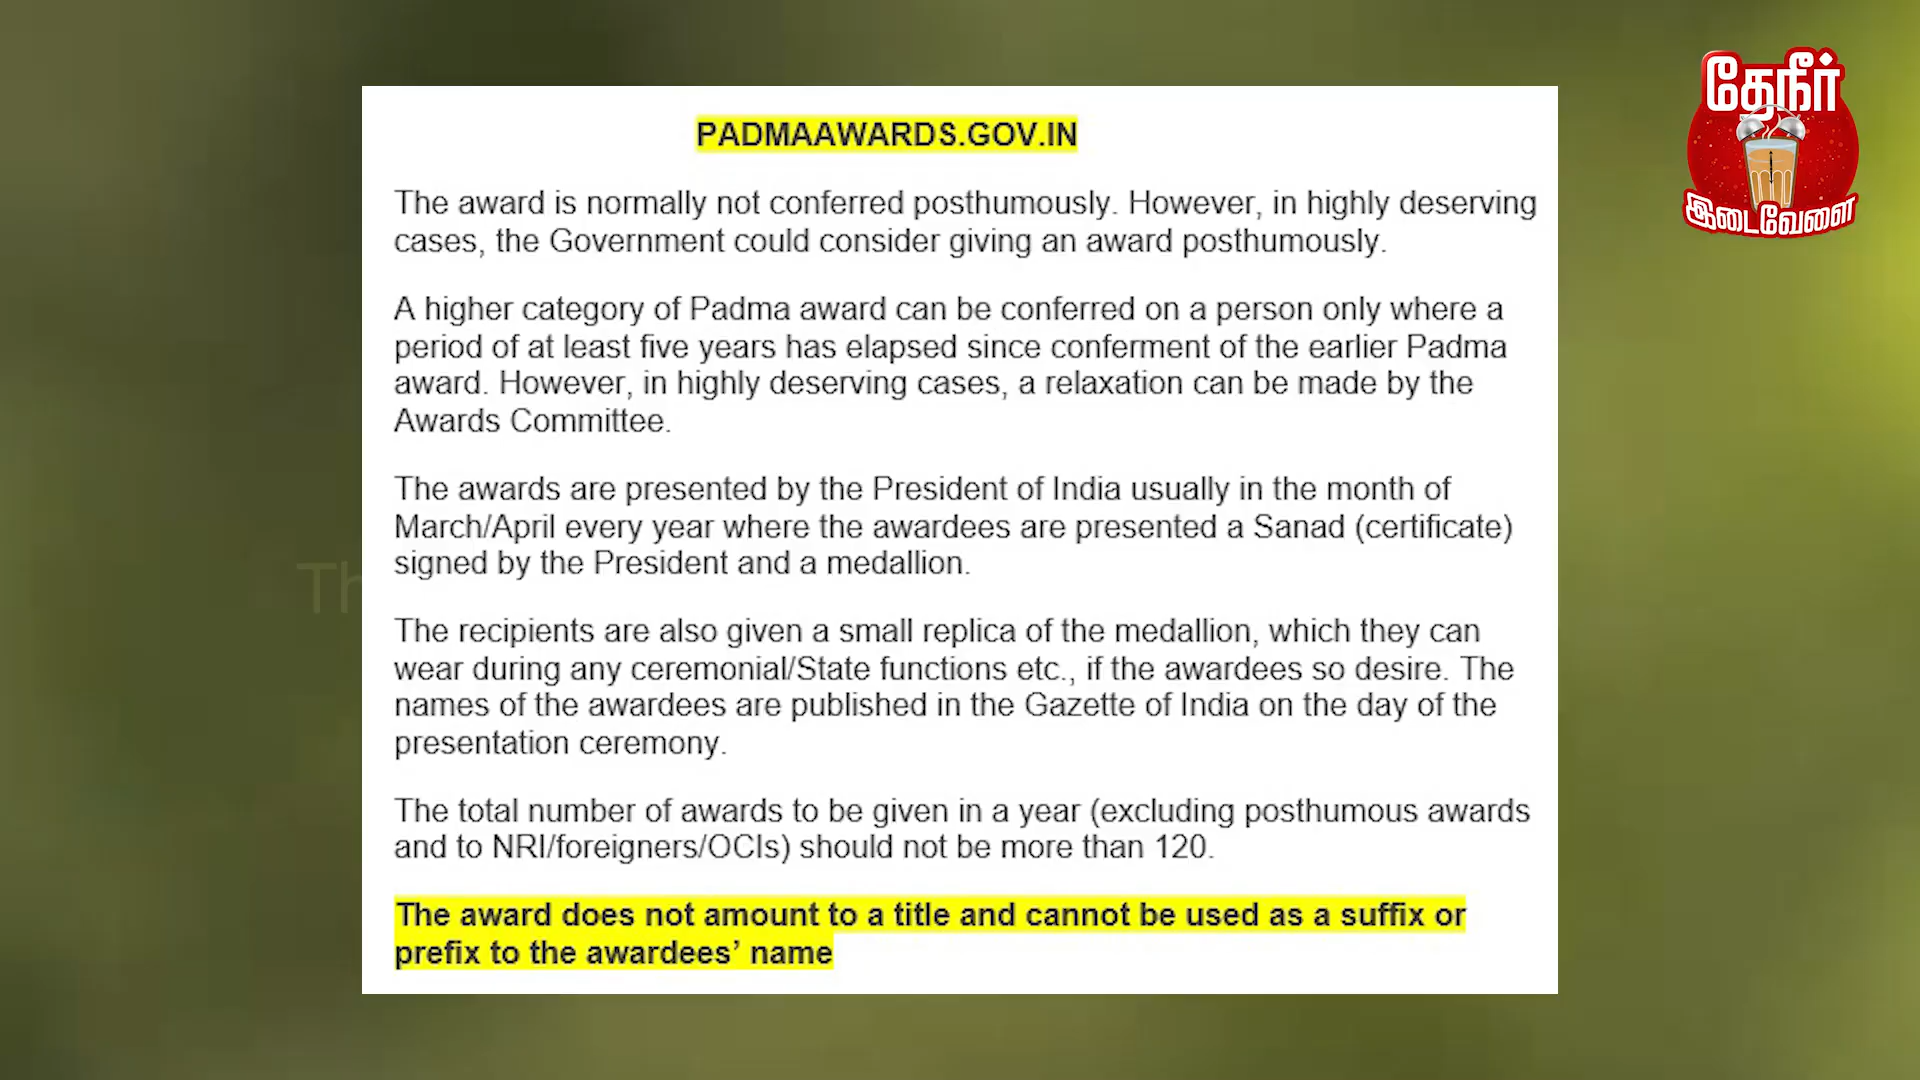 தேநீர்
இடைவேளை
PADMAAWARDS.GOV.IN
The award is normally not conferred posthumously. However, in highly deserving
cases, the Government could consider giving an award posthumously.
A higher category of Padma award can be conferred on a person only where a
period of at least five years has elapsed since conferment of the earlier Padma
award. However, in highly deserving cases, a relaxation can be made by the
Awards Committee.
The awards are presented by the President of India usually in the month of
March/April every year where the awardees are presented a Sanad (certificate)
signed by the President and a medallion.
The recipients are also given a small replica of the medallion, which they can
wear during any ceremonial/State functions etc., if the awardees so desire. The
names of the awardees are published in the Gazette of India on the day of the
presentation ceremony.
The total number of awards to be given in a year (excluding posthumous awards
and to NRI/foreigners/OCIs) should not be more than 120.
The award does not amount to a title and cannot be used as a suffix or
prefix to the awardees’ name